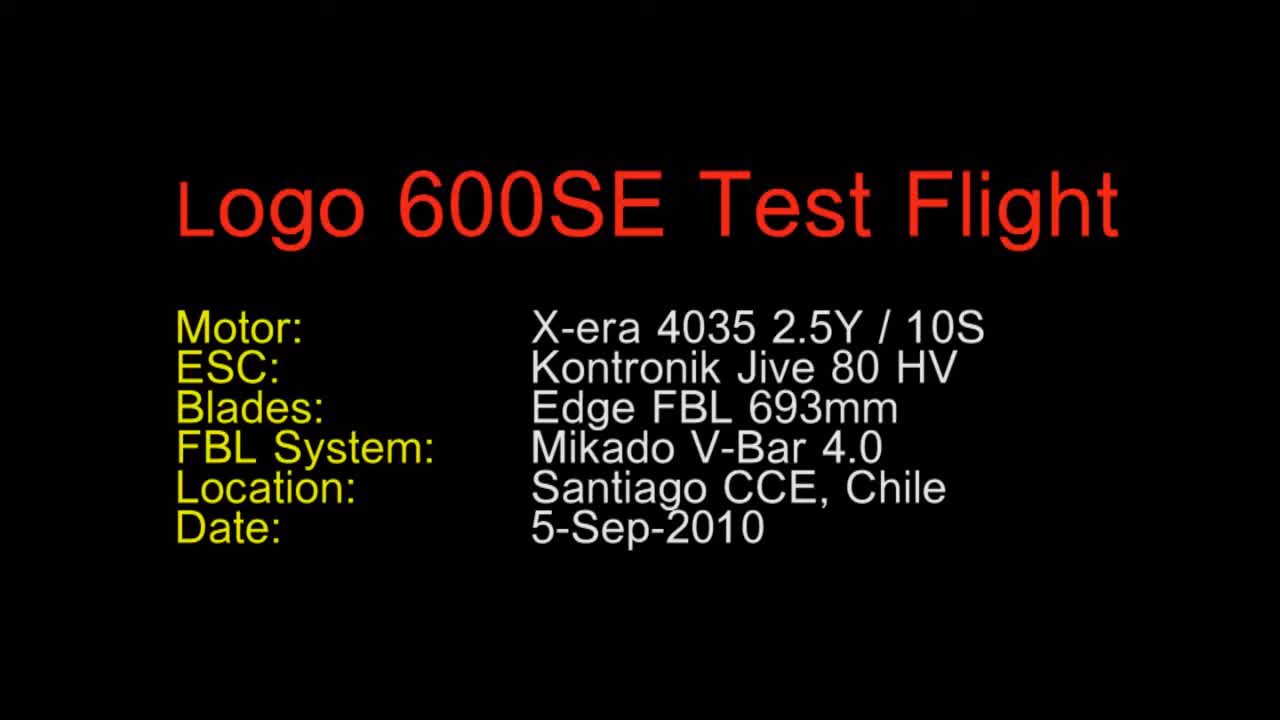 Logo 600SE Test Flight
Motor: X-era 4035 2.5Y / 10S
ESC: Kontronik Jive 80 HV
Blades: Edge FBL 693mm
FBL System: Mikado V-Bar 4.0
Location: Santiago CCE, Chile
Date: 5-Sep-2010